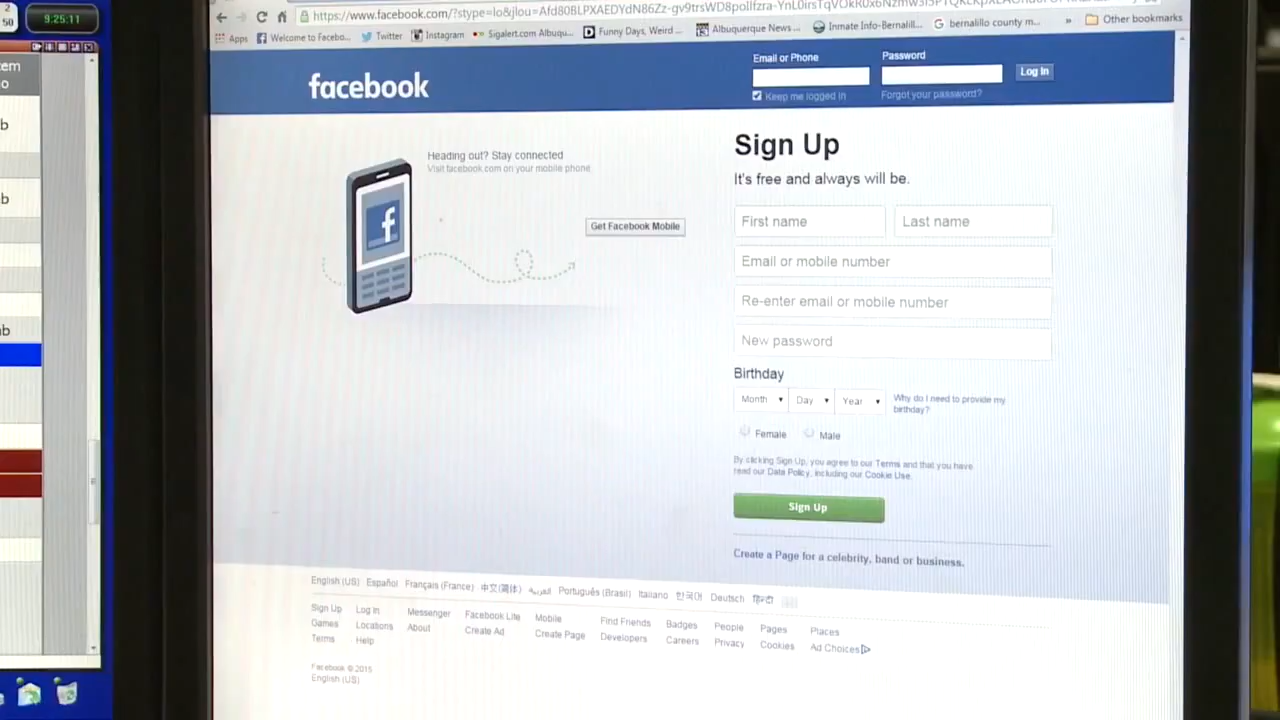 2
50
9:25:11
tem
o
b
b
nb
https://www.facebook.com/?stype=lo&jlou=
Apps
Welcome to Facebo...
Twitter
Instagram
Sigalert.com Albuqu...
Funny Days, Weird ...
Albuquerque News ...
Inmate Info-Bernalill...
bernalillo county m...
»
Other bookmarks
facebook
Email or Phone
Password
Log In
Keep me logged in
Forgot your password?
Heading out? Stay connected
Visit facebook.com on your mobile phone.
Get Facebook Mobile
Sign Up
It's free and always will be.
First name
Last name
Email or mobile number
Re-enter email or mobile number
New password
Birthday
Month
Day
Year
Why do I need to provide my
birthday?
Female
Male
By clicking Sign Up, you agree to our Terms and that you have
read our Data Policy, including our Cookie Use.
Sign Up
Create a Page for a celebrity, band or business.
English (US) Español Français (France) 中文(简体) العربية Português (Brasil) Italiano 한국어 Deutsch हिन्दी
Sign Up Log In Messenger Facebook Lite Mobile Find Friends Badges People Pages Places
Games Locations About Create Ad Create Page Developers Careers Privacy Cookies Ad Choices
Terms Help
Facebook © 2015
English (US)